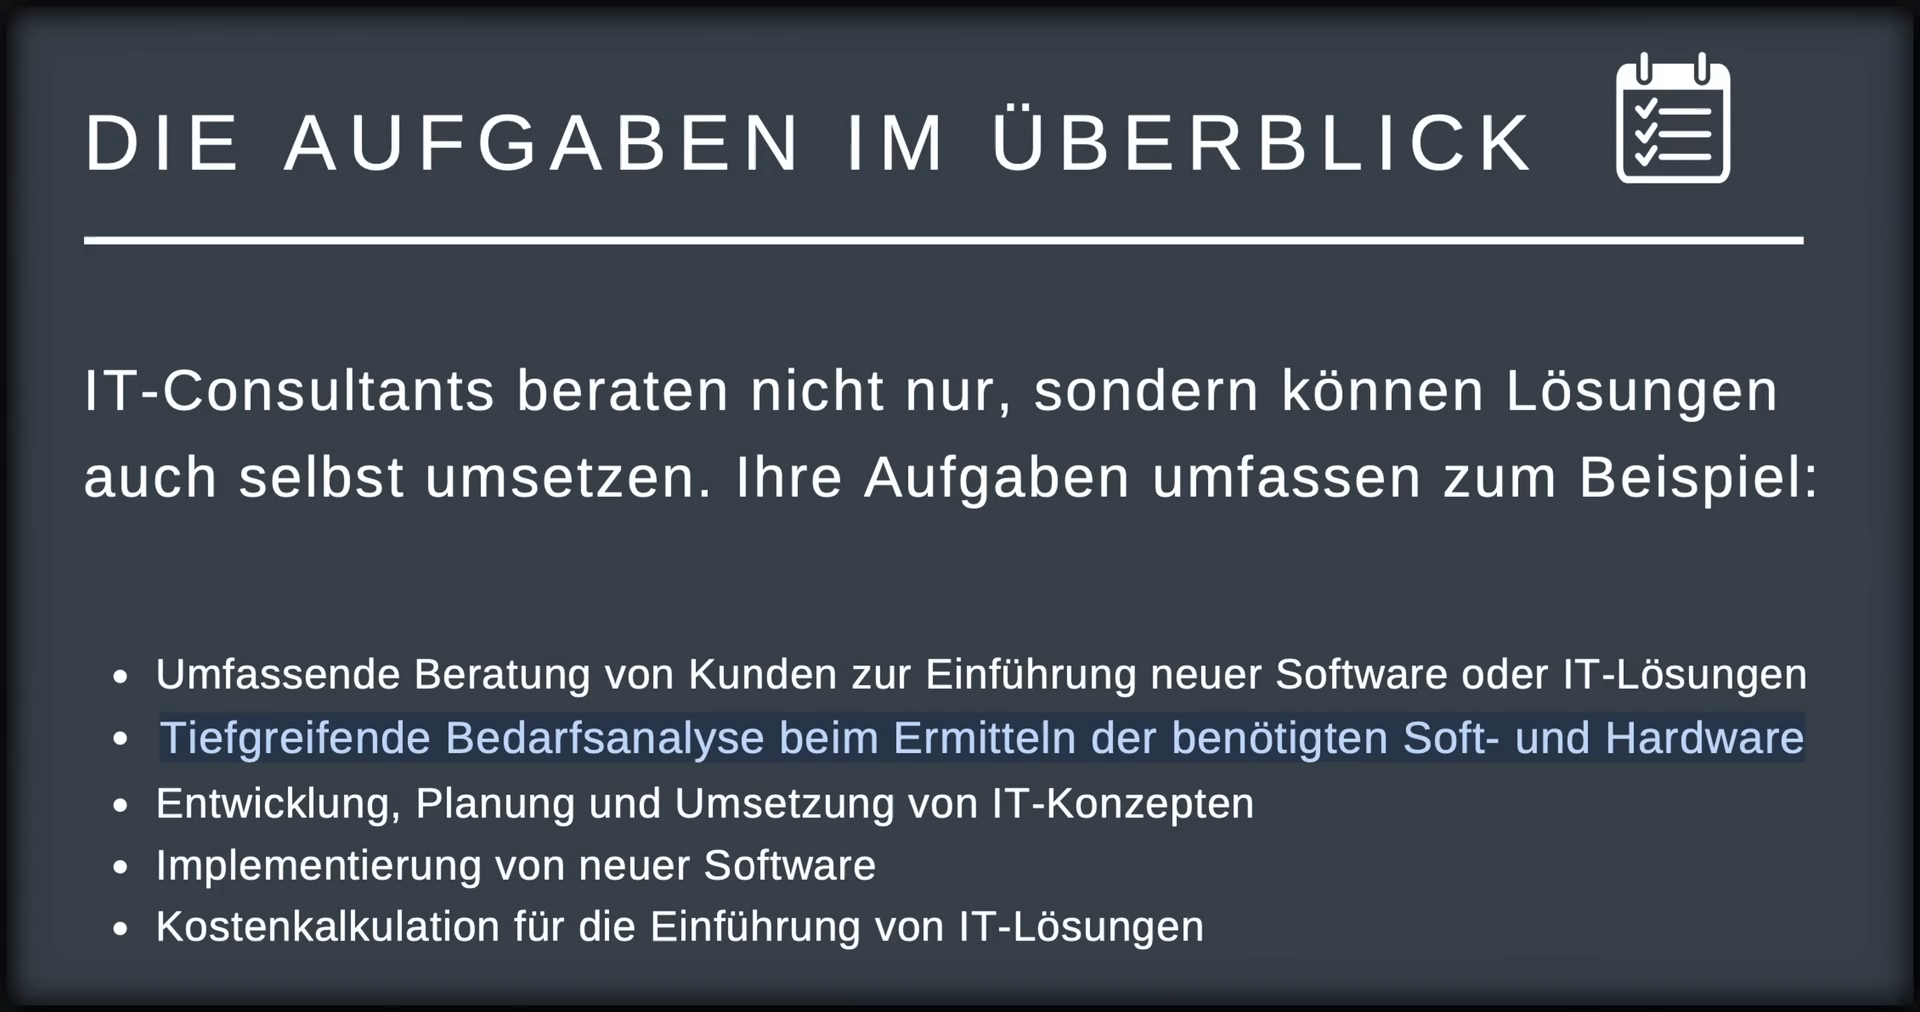 DIE AUFGABEN IM ÜBERBLICK
IT-Consultants beraten nicht nur, sondern können Lösungen
auch selbst umsetzen. Ihre Aufgaben umfassen zum Beispiel:
• Umfassende Beratung von Kunden zur Einführung neuer Software oder IT-Lösungen
• Tiefgreifende Bedarfsanalyse beim Ermitteln der benötigten Soft- und Hardware
• Entwicklung, Planung und Umsetzung von IT-Konzepten
• Implementierung von neuer Software
• Kostenkalkulation für die Einführung von IT-Lösungen